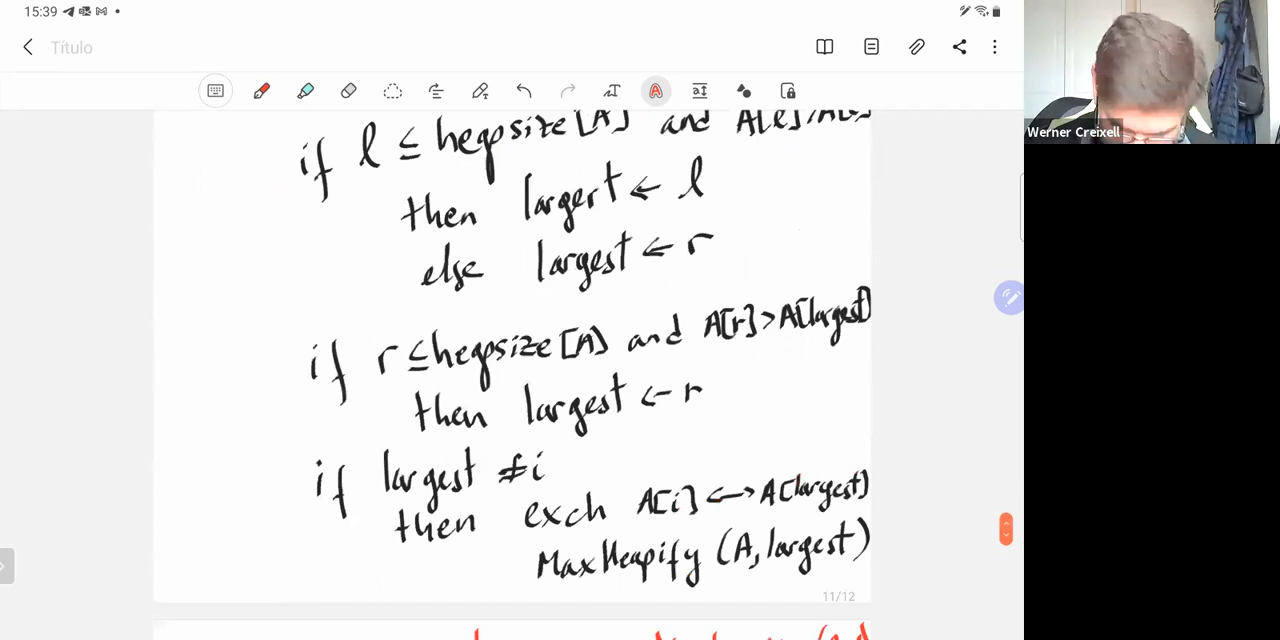 15:39
Título
if l ≤ heapsize[A] and
then largest ← l
else largest ← r
if r ≤ heapsize[A] and A[r] > A[largest]
then largest ← r
if largest ≠ i
then exch A[i] ↔ A[largest]
MaxHeapify (A, largest)
11/12
Werner Creixell